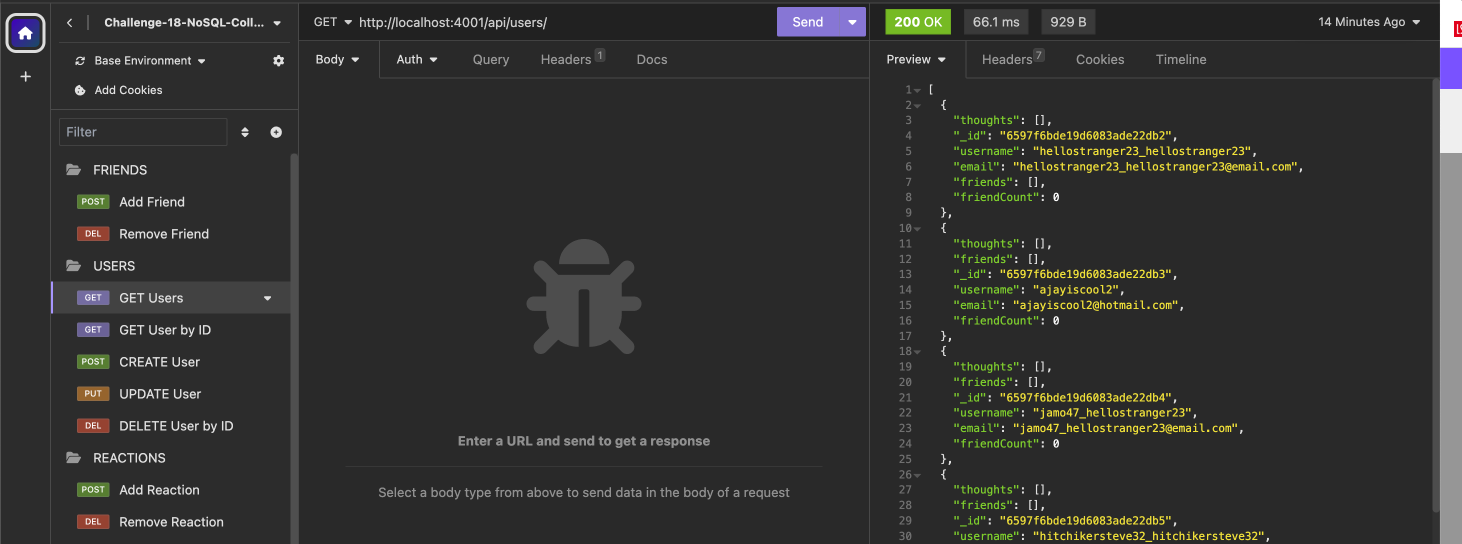 Challenge-18-NoSQL-Coll...
Base Environment
Add Cookies
Filter
FRIENDS
POST Add Friend
DEL Remove Friend
USERS
GET GET Users
GET GET User by ID
POST CREATE User
PUT UPDATE User
DEL DELETE User by ID
REACTIONS
POST Add Reaction
DEL Remove Reaction
GET http://localhost:4001/api/users/ Send
Body Auth Query Headers 1 Docs
Enter a URL and send to get a response
Select a body type from above to send data in the body of a request
200 OK 66.1 ms 929 B 14 Minutes Ago
Preview Headers 7 Cookies Timeline
1 [
2 {
3 "thoughts": [],
4 "_id": "6597f6bde19d6083ade22db2",
5 "username": "hellostranger23_hellostranger23",
6 "email": "hellostranger23_hellostranger23@email.com",
7 "friends": [],
8 "friendCount": 0
9 },
10 {
11 "thoughts": [],
12 "friends": [],
13 "_id": "6597f6bde19d6083ade22db3",
14 "username": "ajayiscool2",
15 "email": "ajayiscool2@hotmail.com",
16 "friendCount": 0
17 },
18 {
19 "thoughts": [],
20 "friends": [],
21 "_id": "6597f6bde19d6083ade22db4",
22 "username": "jamo47_hellostranger23",
23 "email": "jamo47_hellostranger23@email.com",
24 "friendCount": 0
25 },
26 {
27 "thoughts": [],
28 "friends": [],
29 "_id": "6597f6bde19d6083ade22db5",
30 "username": "hitchikersteve32_hitchikersteve32",